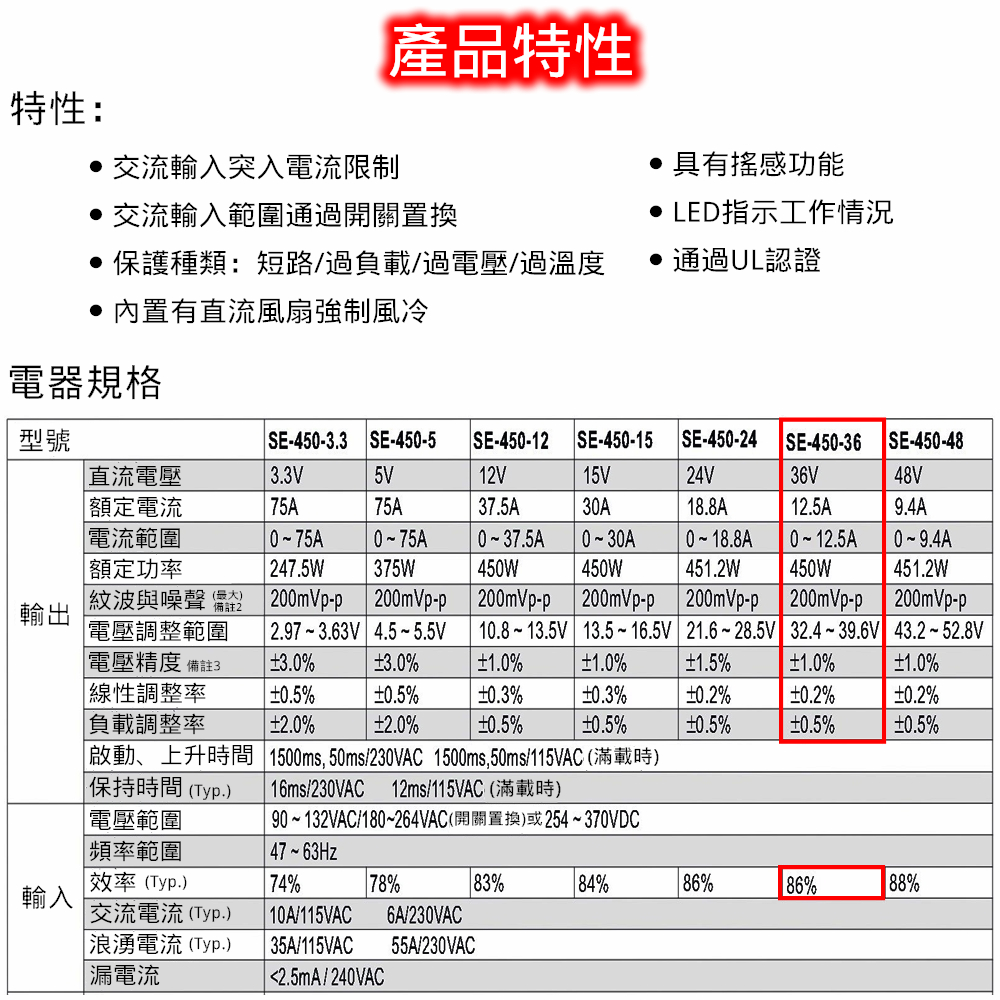 產品特性
特性：
● 交流輸入突入電流限制
● 交流輸入範圍通過開關置換
● 保護種類：短路/過負載/過電壓/過溫度
● 內置有直流風扇強制風冷
● 具有搖感功能
● LED指示工作情況
● 通過UL認證
電器規格
型號 SE-450-3.3 SE-450-5 SE-450-12 SE-450-15 SE-450-24 SE-450-36 SE-450-48
輸出
直流電壓 3.3V 5V 12V 15V 24V 36V 48V
額定電流 75A 75A 37.5A 30A 18.8A 12.5A 9.4A
電流範圍 0~75A 0~75A 0~37.5A 0~30A 0~18.8A 0~12.5A 0~9.4A
額定功率 247.5W 375W 450W 450W 451.2W 450W 451.2W
紋波與噪聲 (最大) 備註2 200mVp-p 200mVp-p 200mVp-p 200mVp-p 200mVp-p 200mVp-p 200mVp-p
電壓調整範圍 2.97~3.63V 4.5~5.5V 10.8~13.5V 13.5~16.5V 21.6~28.5V 32.4~39.6V 43.2~52.8V
電壓精度 備註3 ±3.0% ±3.0% ±1.0% ±1.0% ±1.5% ±1.0% ±1.0%
線性調整率 ±0.5% ±0.5% ±0.3% ±0.3% ±0.2% ±0.2% ±0.2%
負載調整率 ±2.0% ±2.0% ±0.5% ±0.5% ±0.5% ±0.5% ±0.5%
啟動、上升時間 1500ms, 50ms/230VAC 1500ms,50ms/115VAC (滿載時)
保持時間 (Typ.) 16ms/230VAC 12ms/115VAC (滿載時)
輸入
電壓範圍 90~132VAC/180~264VAC(開關置換)或 254~370VDC
頻率範圍 47~63Hz
效率 (Typ.) 74% 78% 83% 84% 86% 86% 88%
交流電流 (Typ.) 10A/115VAC 6A/230VAC
浪湧電流 (Typ.) 35A/115VAC 55A/230VAC
漏電流 <2.5mA / 240VAC